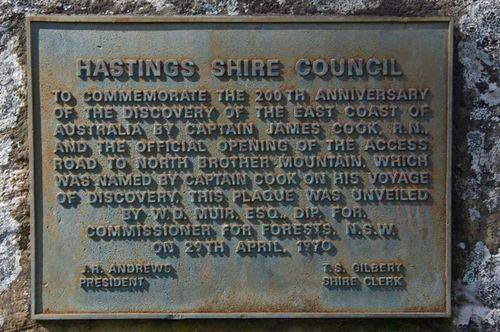 HASTINGS SHIRE COUNCIL
TO COMMEMORATE THE 200TH ANNIVERSARY
OF THE DISCOVERY OF THE EAST COAST OF
AUSTRALIA BY CAPTAIN JAMES COOK, R.N.
AND THE OFFICIAL OPENING OF THE ACCESS
ROAD TO NORTH BROTHER MOUNTAIN, WHICH
WAS NAMED BY CAPTAIN COOK ON HIS VOYAGE
OF DISCOVERY. THIS PLAQUE WAS UNVEILED
BY W.D. MUIR, ESQ., DIP. FOR.
COMMISSIONER FOR FORESTS, N.S.W.
ON APRIL, 1970
J.R. ANDREWS
PRESIDENT
T.S. GILBERT
SHIRE CLERK